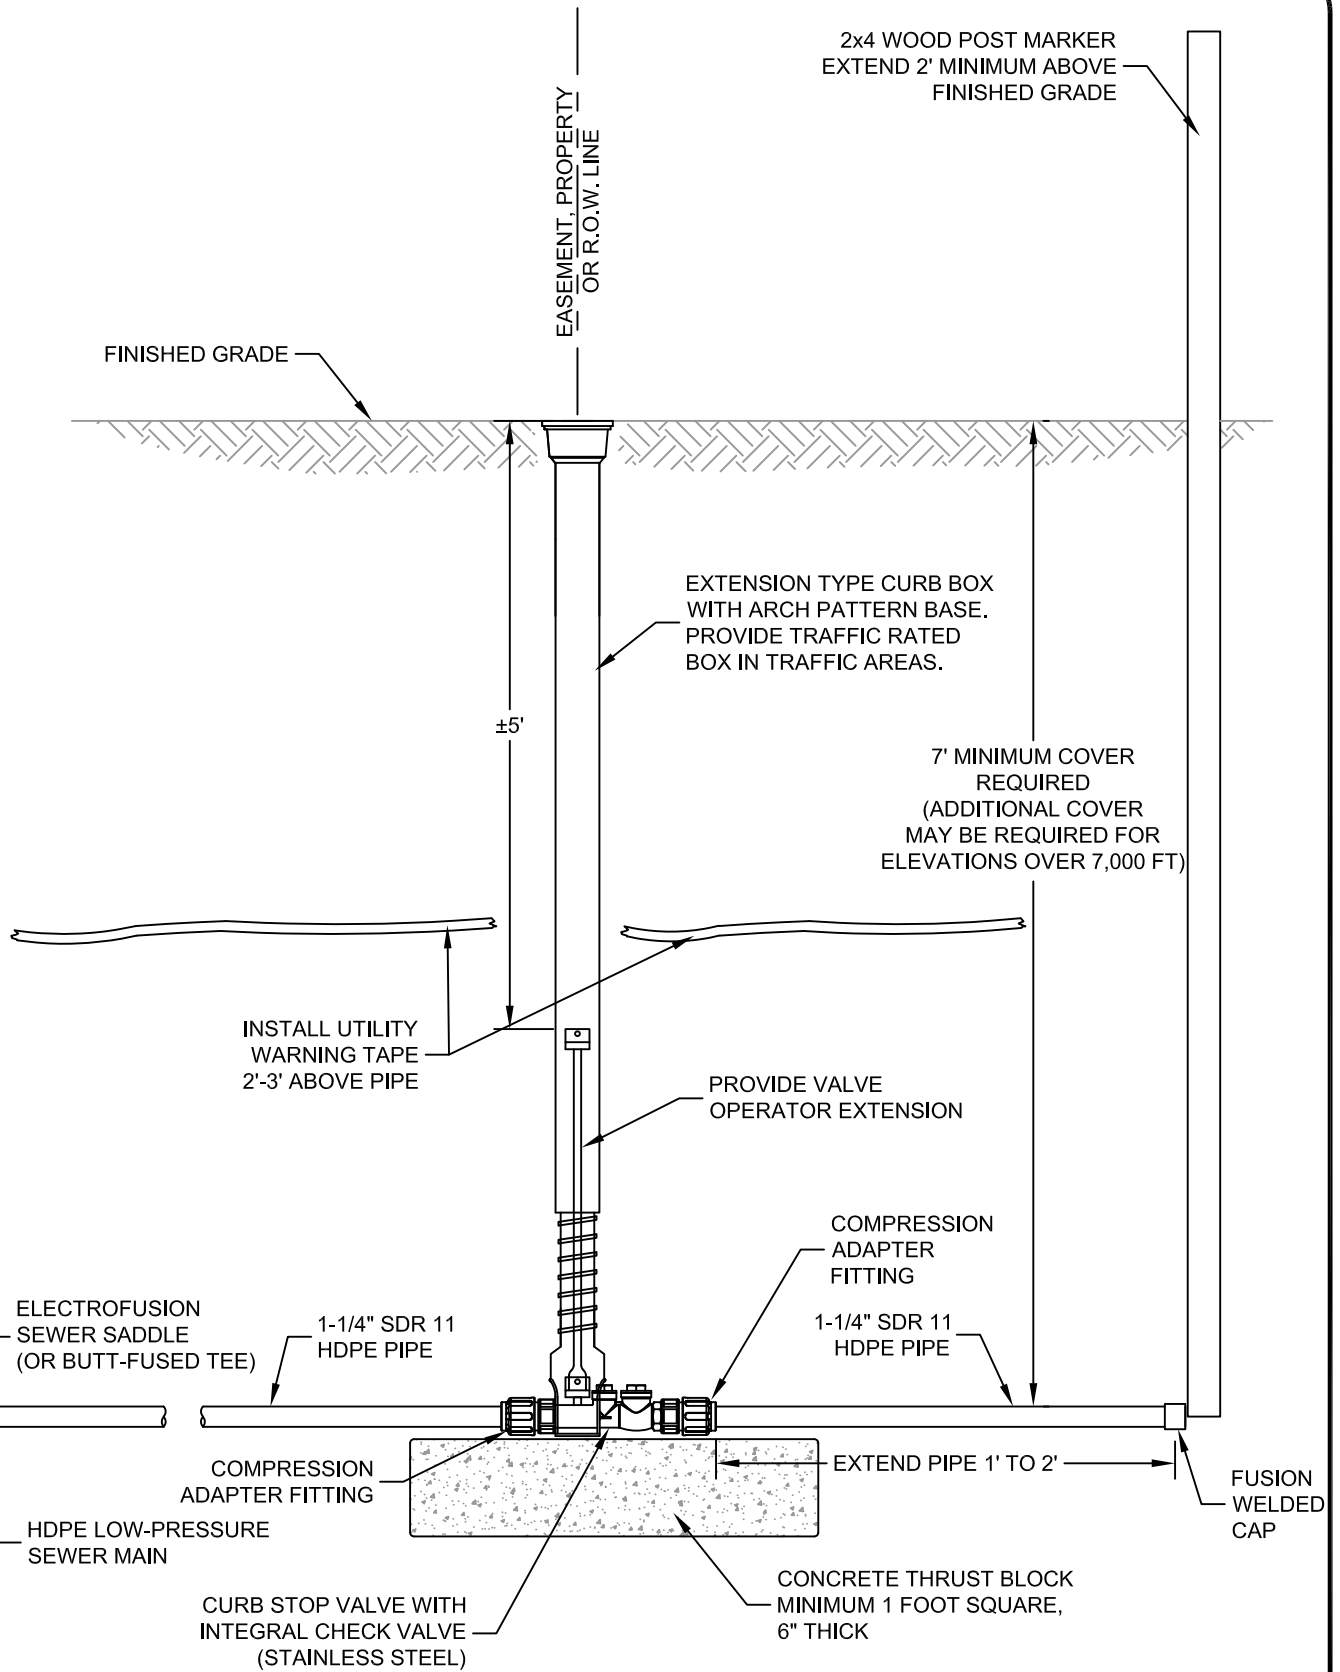 2x4 WOOD POST MARKER
EXTEND 2' MINIMUM ABOVE
FINISHED GRADE
EASEMENT, PROPERTY
OR R.O.W. LINE
FINISHED GRADE
EXTENSION TYPE CURB BOX
WITH ARCH PATTERN BASE.
PROVIDE TRAFFIC RATED
BOX IN TRAFFIC AREAS.
±5'
7' MINIMUM COVER
REQUIRED
(ADDITIONAL COVER
MAY BE REQUIRED FOR
ELEVATIONS OVER 7,000 FT)
INSTALL UTILITY
WARNING TAPE
2'-3' ABOVE PIPE
PROVIDE VALVE
OPERATOR EXTENSION
COMPRESSION
ADAPTER
FITTING
ELECTROFUSION
SEWER SADDLE
(OR BUTT-FUSED TEE)
1-1/4" SDR 11
HDPE PIPE
1-1/4" SDR 11
HDPE PIPE
COMPRESSION
ADAPTER FITTING
EXTEND PIPE 1' TO 2'
FUSION
WELDED
CAP
HDPE LOW-PRESSURE
SEWER MAIN
CURB STOP VALVE WITH
INTEGRAL CHECK VALVE
(STAINLESS STEEL)
CONCRETE THRUST BLOCK
MINIMUM 1 FOOT SQUARE,
6" THICK